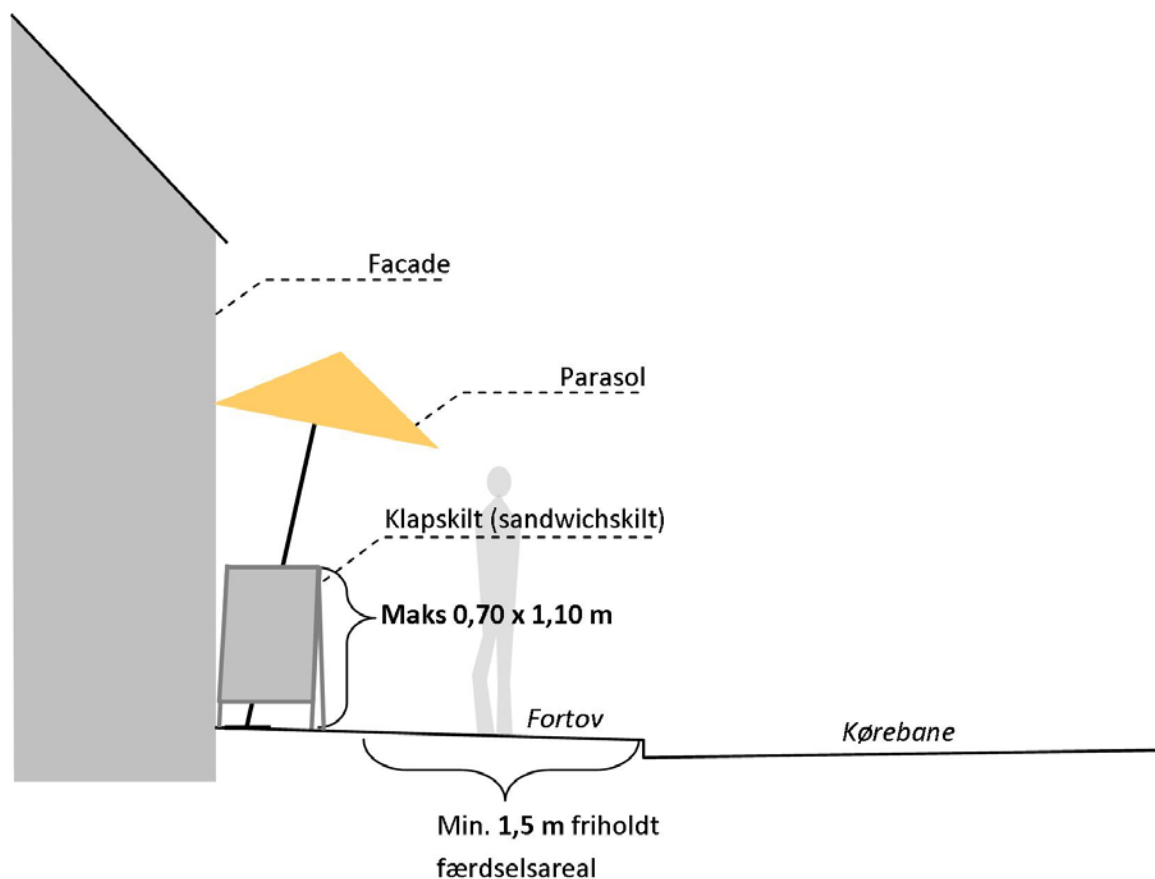 Facade
Parasol
Klapskilt (sandwichskilt)
Maks 0,70 x 1,10 m
Fortov
Kørebane
Min. 1,5 m friholdt
færdselsareal